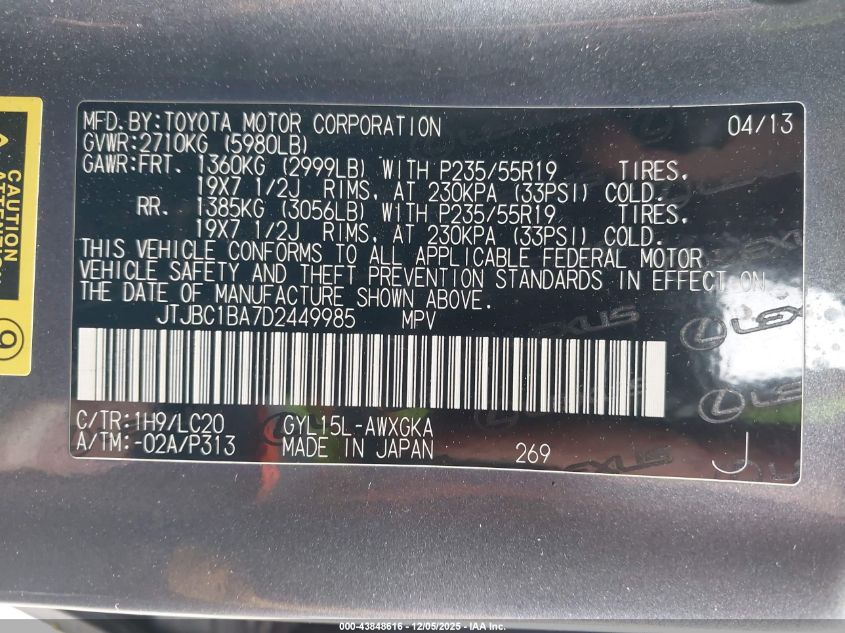 MFD.BY:TOYOTA MOTOR CORPORATION 04/13
GVWR:2710KG (5980LB)
GAWR:FRT. 1360KG (2999LB) WITH P235/55R19 TIRES,
19X7 1/2J RIMS, AT 230KPA (33PSI) COLD.
RR. 1385KG (3056LB) WITH P235/55R19 TIRES,
19X7 1/2J RIMS, AT 230KPA (33PSI) COLD.
THIS VEHICLE CONFORMS TO ALL APPLICABLE FEDERAL MOTOR
VEHICLE SAFETY AND THEFT PREVENTION STANDARDS IN EFFECT ON
THE DATE OF MANUFACTURE SHOWN ABOVE.
JTJBC1BA7D2449985 MPV
C/TR:1H9/LC20 GYL15L-AWXGKA
A/TM:-02A/P313 MADE IN JAPAN 269 J
CAUTION
9
LEXUS
LEXUS
000-43848616 - 12/05/2025 - IAA Inc.